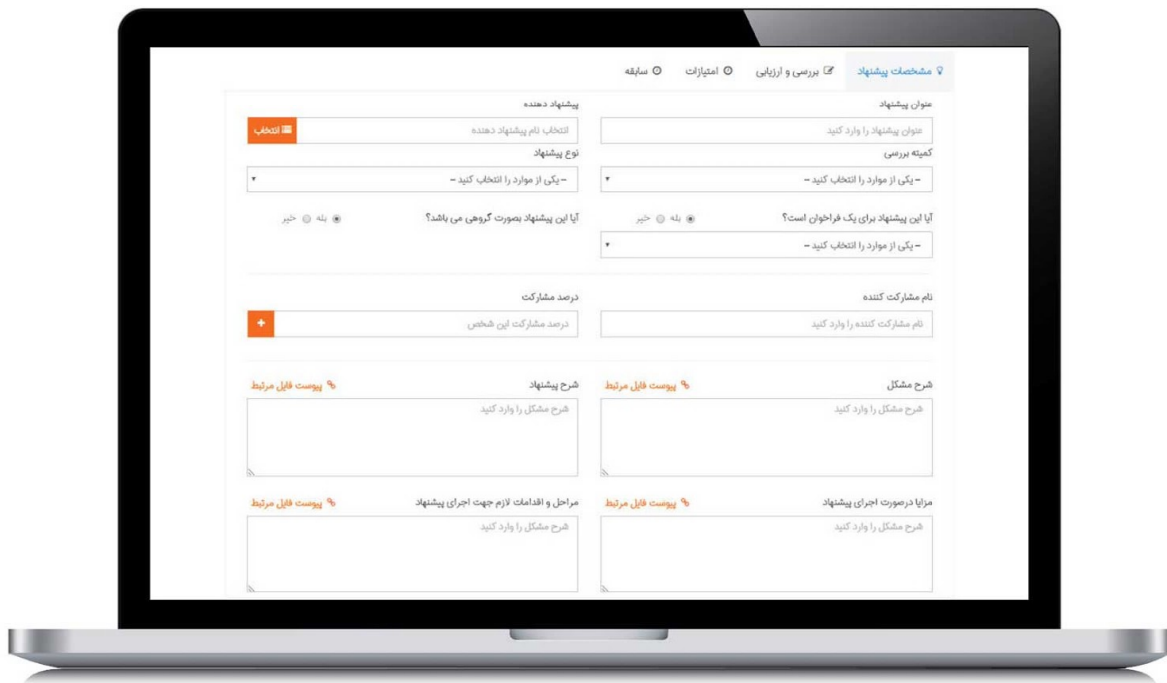 مشخصات پیشنهاد بررسی و ارزیابی امتیازات سابقه
عنوان پیشنهاد پیشنهاد دهنده
عنوان پیشنهاد را وارد کنید انتخاب نام پیشنهاد دهنده انتخاب
کمیته بررسی نوع پیشنهاد
– یکی از موارد را انتخاب کنید – – یکی از موارد را انتخاب کنید –
آیا این پیشنهاد برای یک فراخوان است؟ بله خیر آیا این پیشنهاد بصورت گروهی می باشد؟ بله خیر
– یکی از موارد را انتخاب کنید –
نام مشارکت کننده درصد مشارکت
نام مشارکت کننده را وارد کنید درصد مشارکت این شخص +
شرح مشکل پیوست فایل مرتبط شرح پیشنهاد پیوست فایل مرتبط
شرح مشکل را وارد کنید شرح مشکل را وارد کنید
مزایا درصورت اجرای پیشنهاد پیوست فایل مرتبط مراحل و اقدامات لازم جهت اجرای پیشنهاد پیوست فایل مرتبط
شرح مشکل را وارد کنید شرح مشکل را وارد کنید